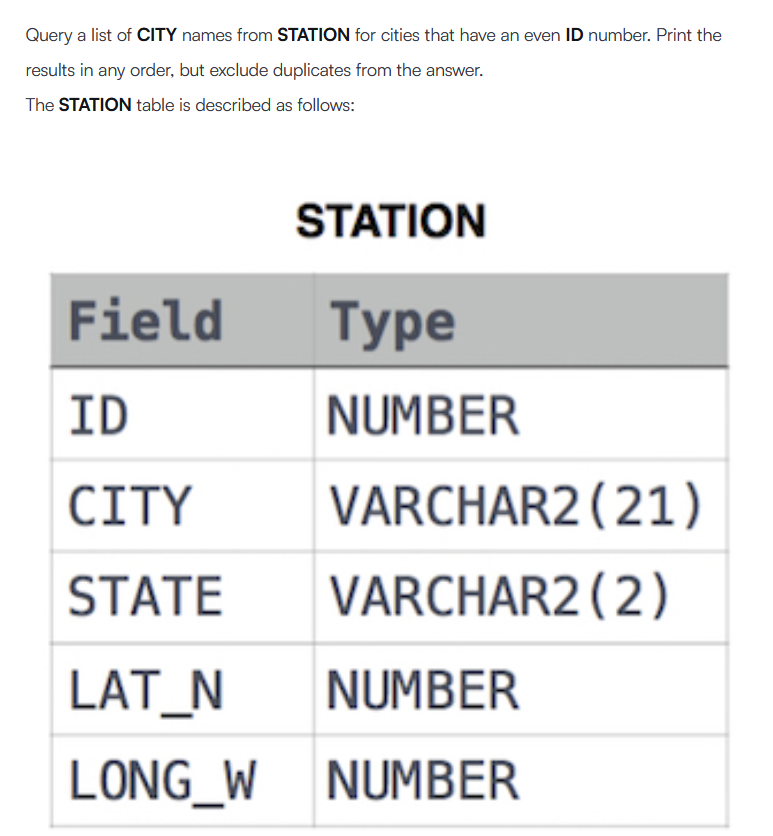 Query a list of CITY names from STATION for cities that have an even ID number. Print the
results in any order, but exclude duplicates from the answer.
The STATION table is described as follows:
STATION
Field Type
ID NUMBER
CITY VARCHAR2(21)
STATE VARCHAR2(2)
LAT_N NUMBER
LONG_W NUMBER